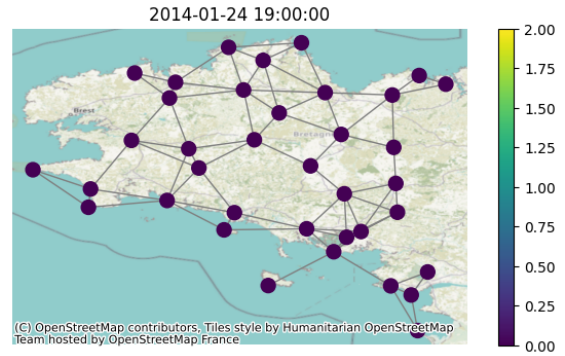 2014-01-24 19:00:00
2.00
1.75
1.50
1.25
1.00
0.75
0.50
0.25
0.00
Brest
Bretagne
(C) OpenStreetMap contributors, Tiles style by Humanitarian OpenStreetMap
Team hosted by OpenStreetMap France